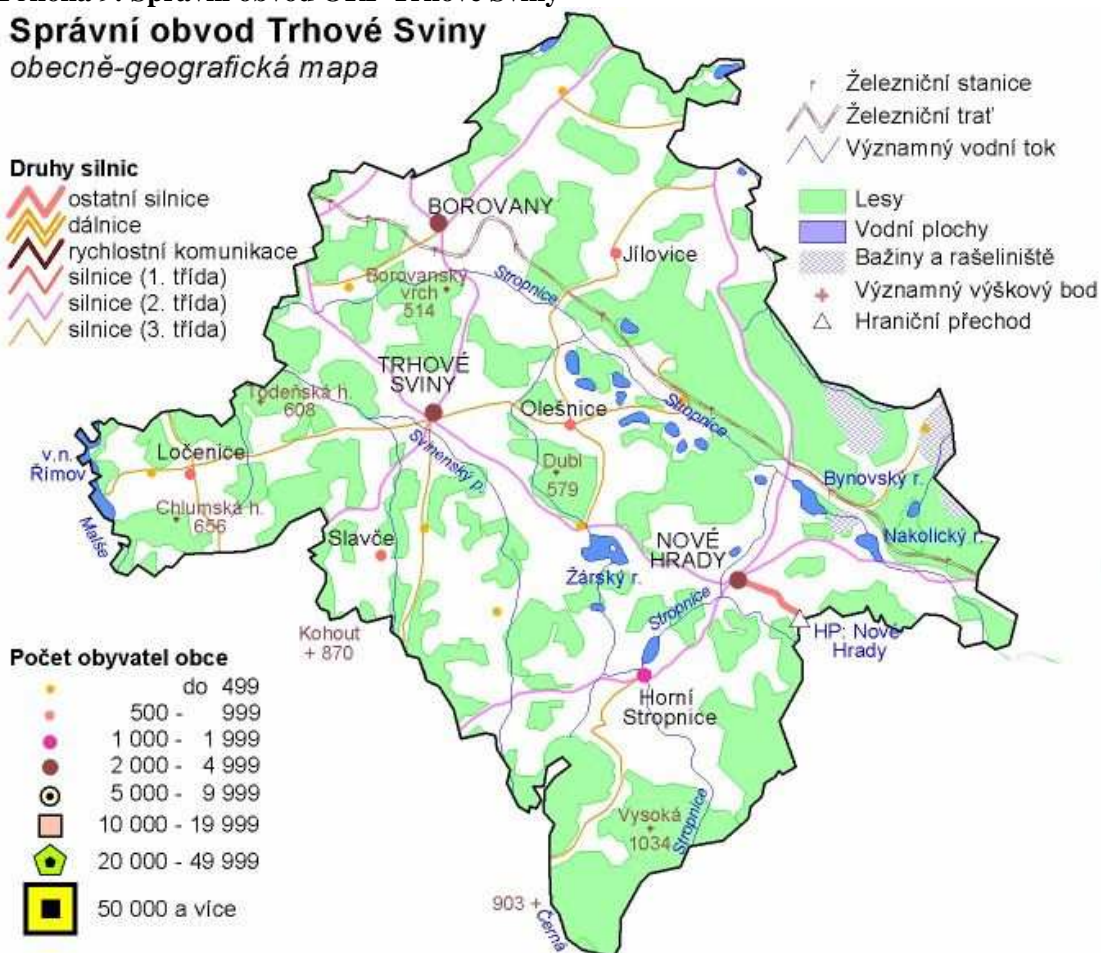 Správní obvod Trhové Sviny
obecně-geografická mapa
Železniční stanice
Železniční trať
Významný vodní tok
Lesy
Vodní plochy
Bažiny a rašeliniště
Významný výškový bod
Hraniční přechod
Druhy silnic
ostatní silnice
dálnice
rychlostní komunikace
silnice (1. třída)
silnice (2. třída)
silnice (3. třída)
BOROVANY
Jílovice
Borovanský
vrch
514
Stropnice
TRHOVÉ
SVINY
Todeňská h.
608
Olešnice
Stropnice
v.n.
Římov
Ločenice
Svinenský p.
Dubí
579
Bynovský r.
Chlumská h.
656
Malše
Slavče
NOVÉ
HRADY
Nakolický r.
Žárský r.
Stropnice
Kohout
+ 870
HP: Nové
Hrady
Horní
Stropnice
Vysoká
1034
Stropnice
903 +
Černá
Počet obyvatel obce
do 499
500 - 999
1 000 - 1 999
2 000 - 4 999
5 000 - 9 999
10 000 - 19 999
20 000 - 49 999
50 000 a více